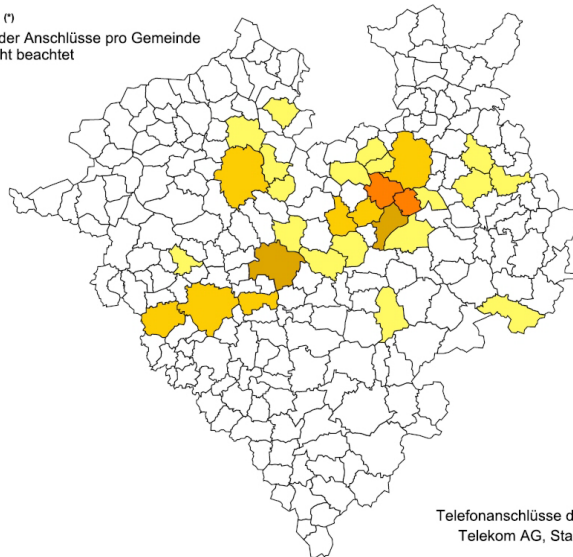 (*)
der Anschlüsse pro Gemeinde
ht beachtet
Telefonanschlüsse d
Telekom AG, Sta